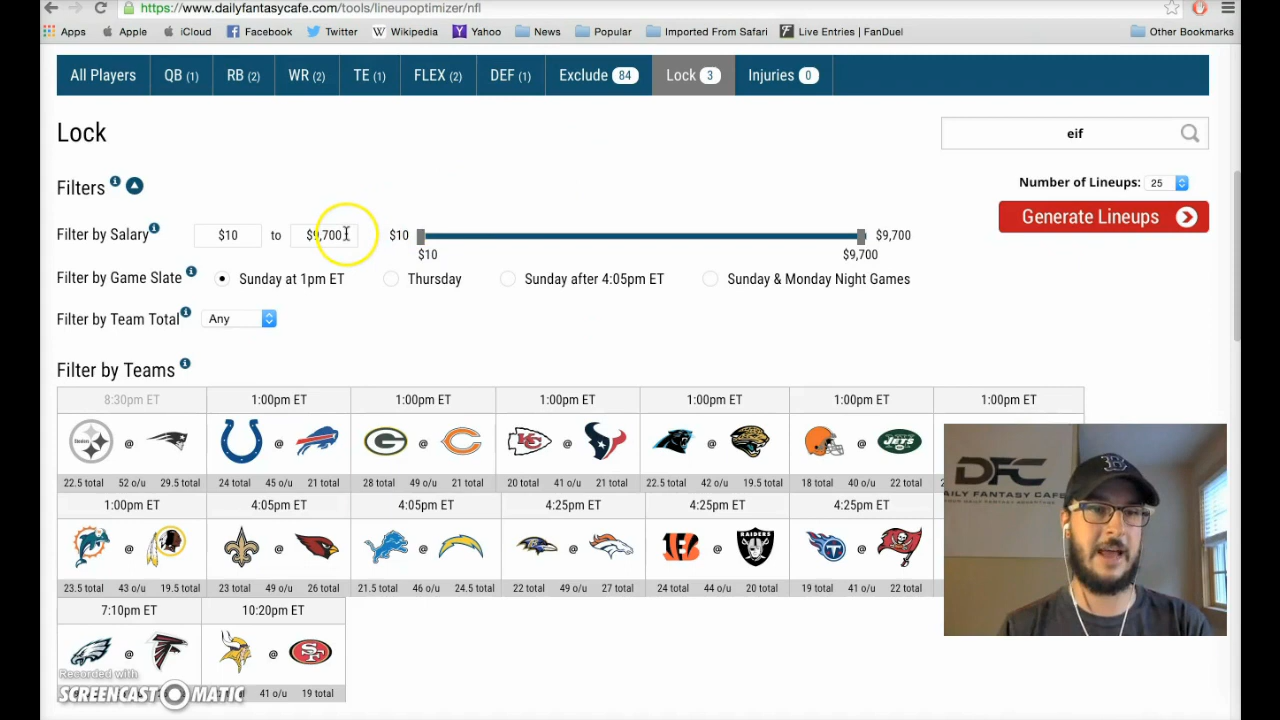 https://www.dailyfantasycafe.com/tools/lineupoptimizer/nfl
Apps Apple iCloud Facebook Twitter Wikipedia Yahoo News Popular Imported From Safari Live Entries | FanDuel Other Bookmarks
All Players QB (1) RB (2) WR (2) TE (1) FLEX (2) DEF (1) Exclude 84 Lock 3 Injuries 0
Lock
eif
Filters
Number of Lineups: 25
Generate Lineups
Filter by Salary $10 to $9,700 $10 $9,700
$10 $9,700
Filter by Game Slate Sunday at 1pm ET Thursday Sunday after 4:05pm ET Sunday & Monday Night Games
Filter by Team Total Any
Filter by Teams
8:30pm ET 1:00pm ET 1:00pm ET 1:00pm ET 1:00pm ET 1:00pm ET 1:00pm ET
@ @ @ @ @ @
22.5 total 52 o/u 29.5 total 24 total 45 o/u 21 total 28 total 49 o/u 21 total 20 total 41 o/u 21 total 22.5 total 42 o/u 19.5 total 18 total 40 o/u 22 total
1:00pm ET 4:05pm ET 4:05pm ET 4:25pm ET 4:25pm ET 4:25pm ET
@ @ @ @ @ @
23.5 total 43 o/u 19.5 total 23 total 49 o/u 26 total 21.5 total 46 o/u 24.5 total 22 total 49 o/u 27 total 24 total 44 o/u 20 total 19 total 41 o/u 22 total
7:10pm ET 10:20pm ET
@ @
41 o/u 19 total
DFC
DAILY FANTASY CAFE
Recorded with
SCREENCAST MATIC